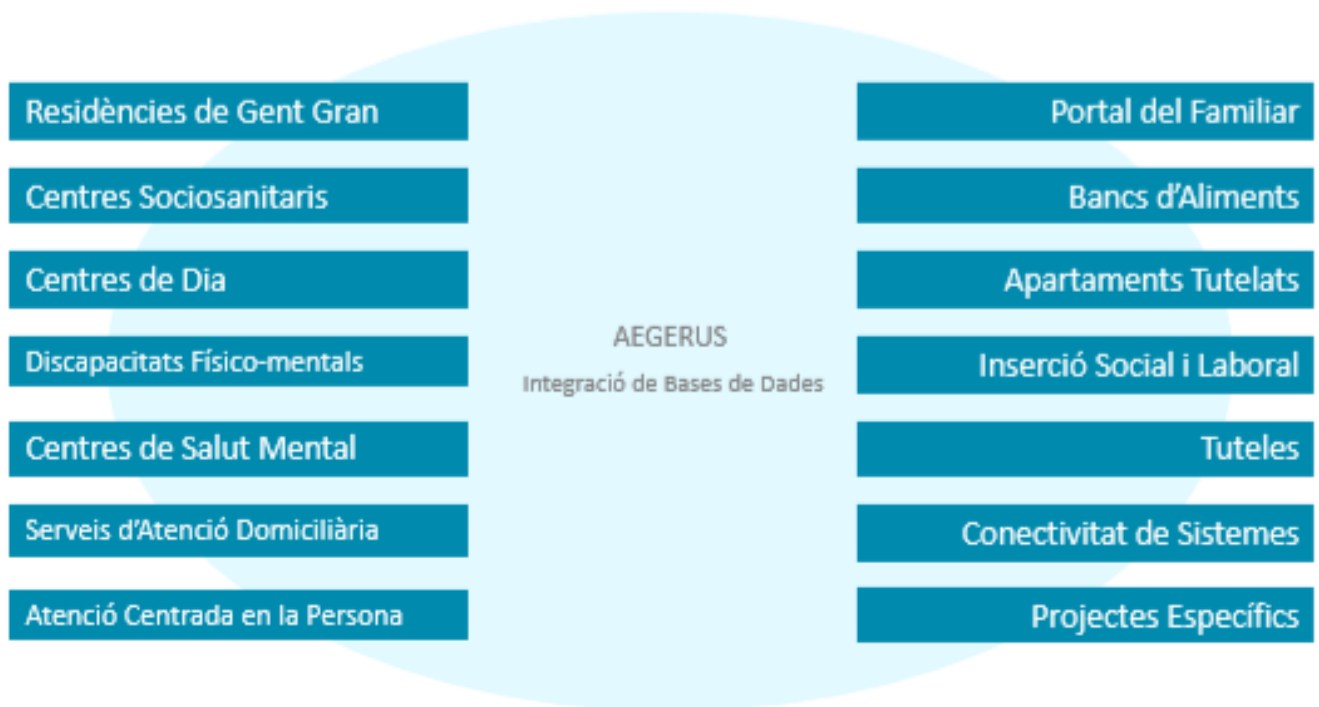 Residències de Gent Gran
Centres Sociosanitaris
Centres de Dia
Discapacitats Físico-mentals
Centres de Salut Mental
Serveis d'Atenció Domiciliària
Atenció Centrada en la Persona
AEGERUS
Integració de Bases de Dades
Portal del Familiar
Bancs d'Aliments
Apartaments Tutelats
Inserció Social i Laboral
Tuteles
Conectivitat de Sistemes
Projectes Específics